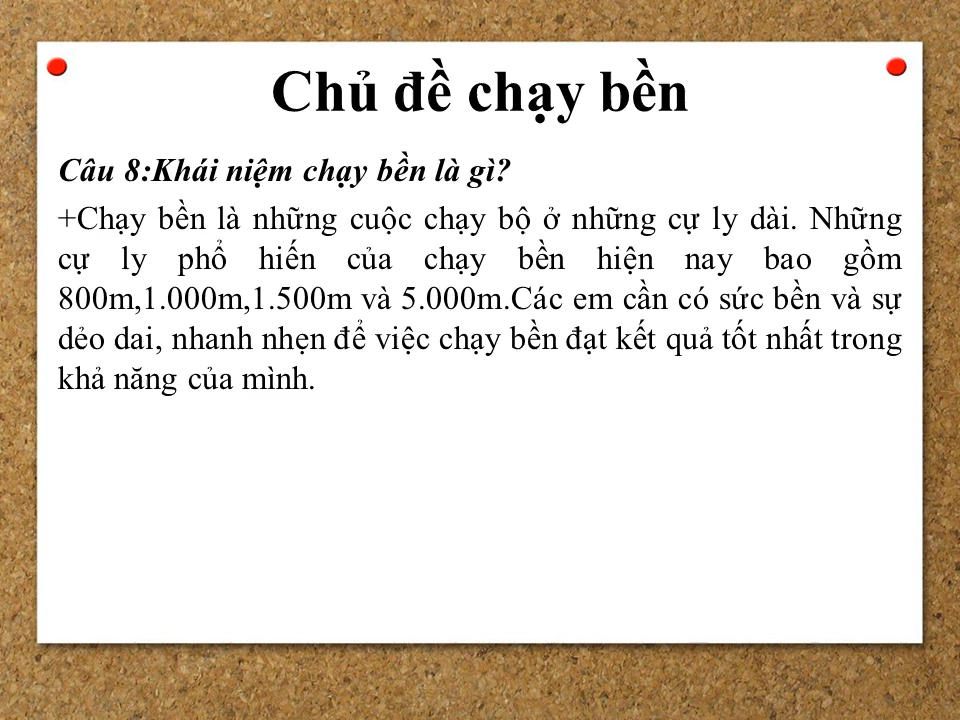 Chủ đề chạy bền
Câu 8:Khái niệm chạy bền là gì?
+Chạy bền là những cuộc chạy bộ ở những cự ly dài. Những
cự ly phổ hiến của chạy bền hiện nay bao gồm
800m,1.000m,1.500m và 5.000m.Các em cần có sức bền và sự
dẻo dai, nhanh nhẹn để việc chạy bền đạt kết quả tốt nhất trong
khả năng của mình.